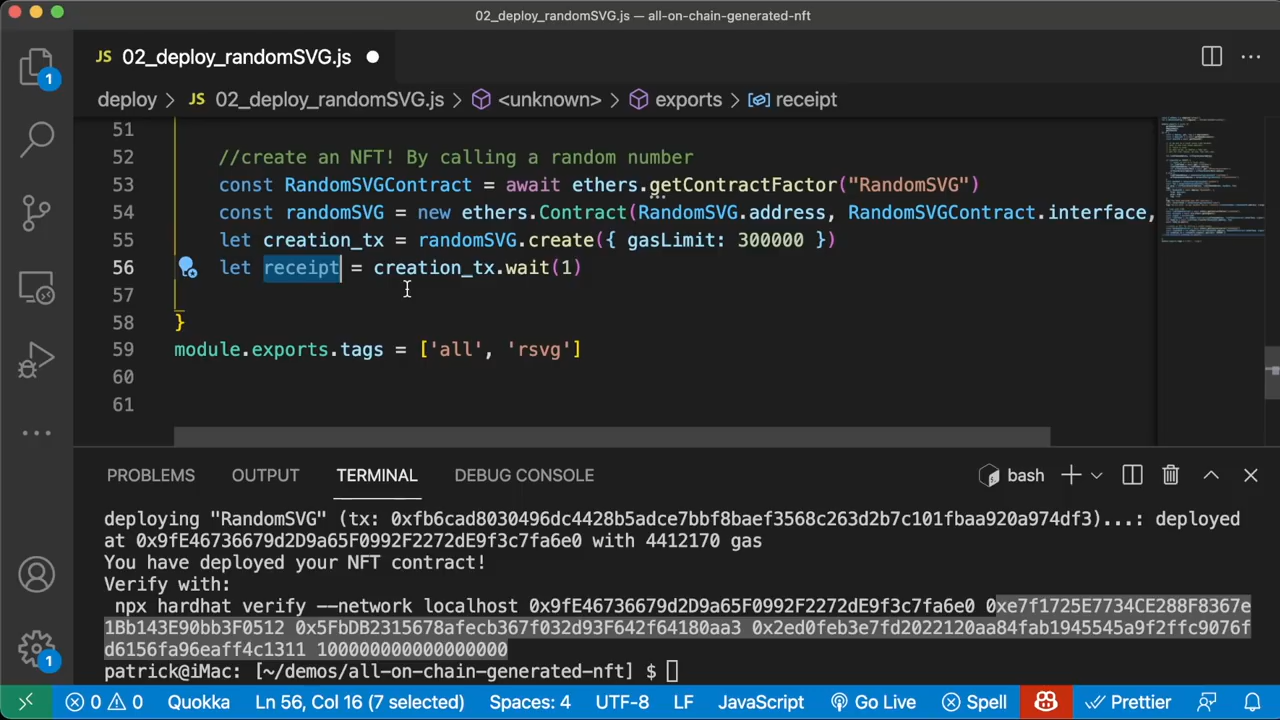 02_deploy_randomSVG.js — all-on-chain-generated-nft
JS 02_deploy_randomSVG.js
deploy > JS 02_deploy_randomSVG.js > <unknown> > exports > receipt
51
52 //create an NFT! By calling a random number
53 const RandomSVGContract = await ethers.getContractFactor("RandomSVG")
54 const randomSVG = new ethers.Contract(RandomSVG.address, RandomSVGContract.interface,
55 let creation_tx = randomSVG.create({ gasLimit: 300000 })
56 let receipt = creation_tx.wait(1)
57
58 }
59 module.exports.tags = ['all', 'rsvg']
60
61
PROBLEMS OUTPUT TERMINAL DEBUG CONSOLE bash
deploying "RandomSVG" (tx: 0xfb6cad8030496dc4428b5adce7bbf8baef3568c263d2b7c101fbaa920a974df3)...: deployed
at 0x9fE46736679d2D9a65F0992F2272dE9f3c7fa6e0 with 4412170 gas
You have deployed your NFT contract!
Verify with:
npx hardhat verify --network localhost 0x9fE46736679d2D9a65F0992F2272dE9f3c7fa6e0 0xe7f1725E7734CE288F8367e
1Bb143E90bb3F0512 0x5FbDB2315678afecb367f032d93F642f64180aa3 0x2ed0feb3e7fd2022120aa84fab1945545a9f2ffc9076f
d6156fa96eaff4c1311 100000000000000000
patrick@iMac: [~/demos/all-on-chain-generated-nft] $
1
1
0 0 Quokka Ln 56, Col 16 (7 selected) Spaces: 4 UTF-8 LF JavaScript Go Live Spell Prettier